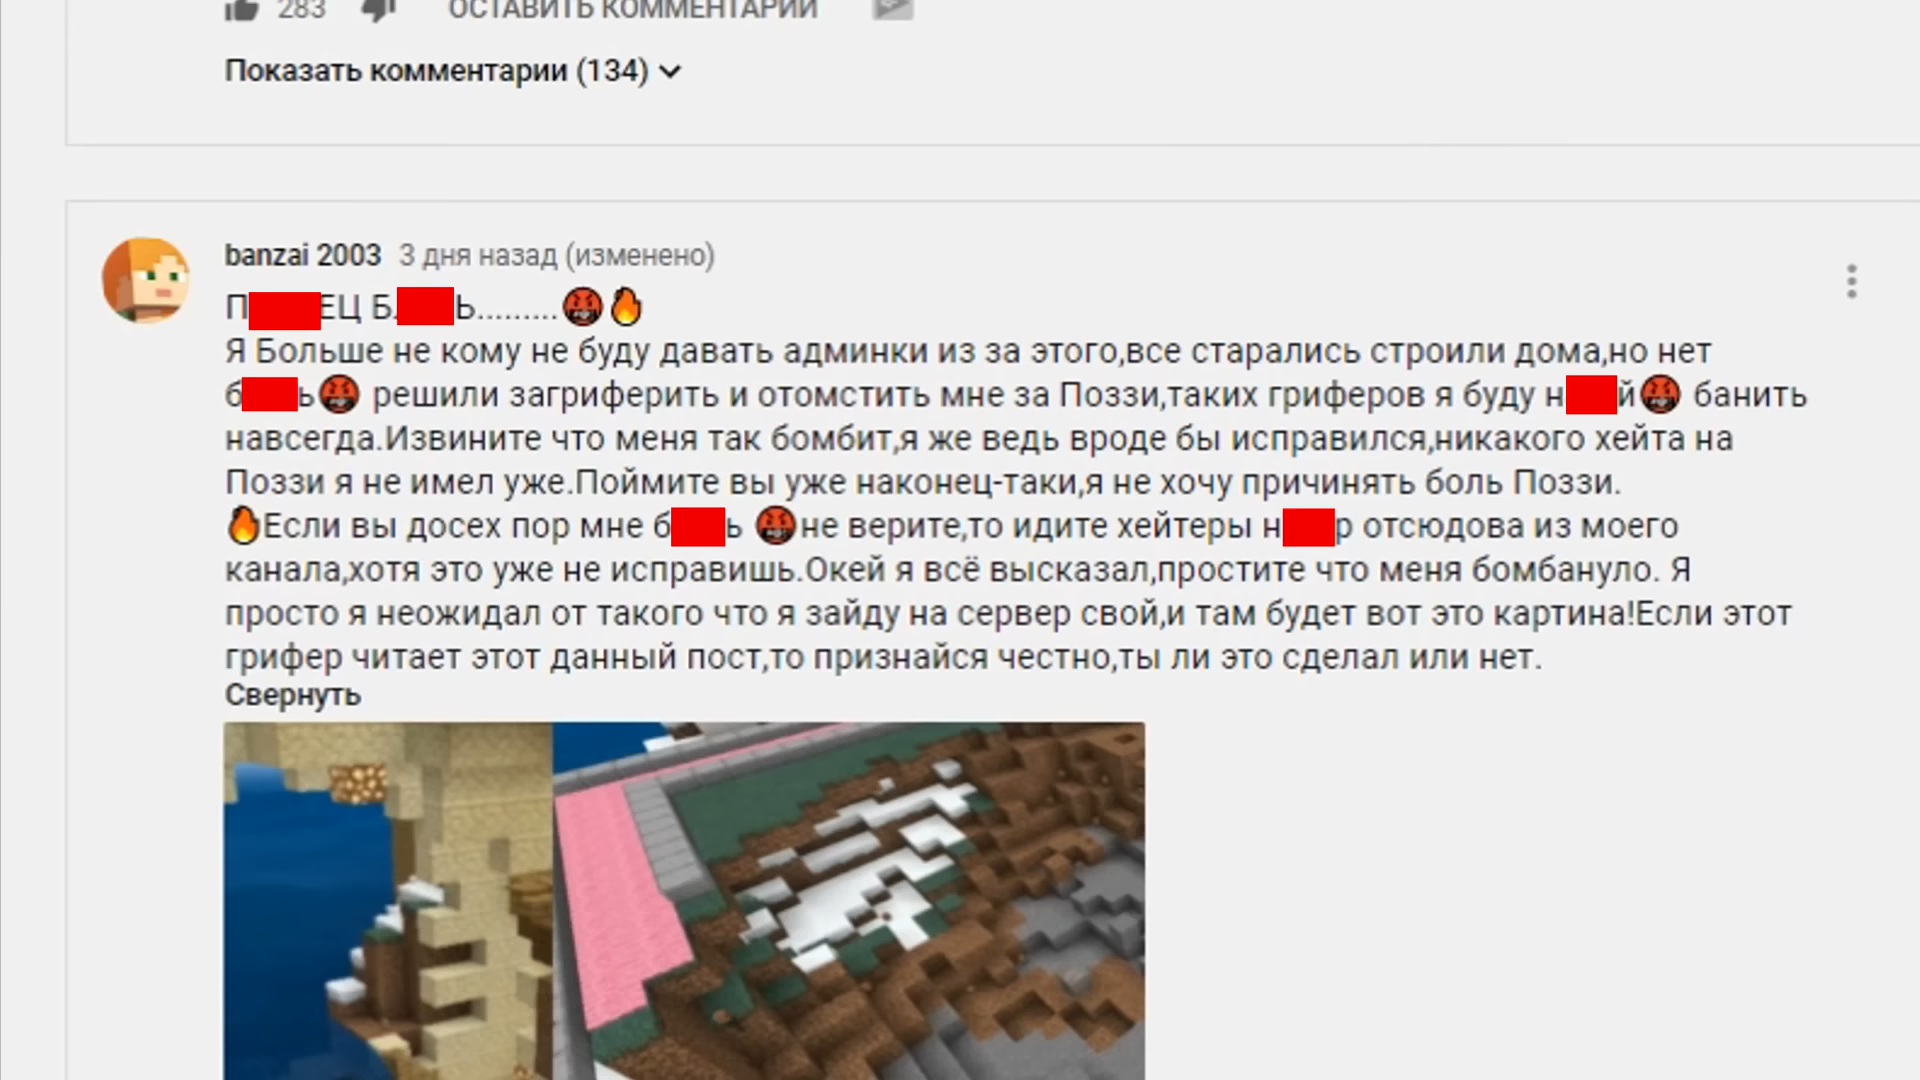 283 ОСТАВИТЬ КОММЕНТАРИЙ
Показать комментарии (134)
banzai 2003 3 дня назад (изменено)
П ЕЦ Б Ь.........🤬🔥
Я Больше не кому не буду давать админки из за этого,все старались строили дома,но нет
б ь🤬 решили загриферить и отомстить мне за Поззи,таких гриферов я буду н й🤬 банить
навсегда.Извините что меня так бомбит,я же ведь вроде бы исправился,никакого хейта на
Поззи я не имел уже.Поймите вы уже наконец-таки,я не хочу причинять боль Поззи.
🔥Если вы досех пор мне б ь 🤬не верите,то идите хейтеры н р отсюдова из моего
канала,хотя это уже не исправишь.Окей я всё высказал,простите что меня бомбануло. Я
просто я неожидал от такого что я зайду на сервер свой,и там будет вот это картина!Если этот
грифер читает этот данный пост,то признайся честно,ты ли это сделал или нет.
Свернуть